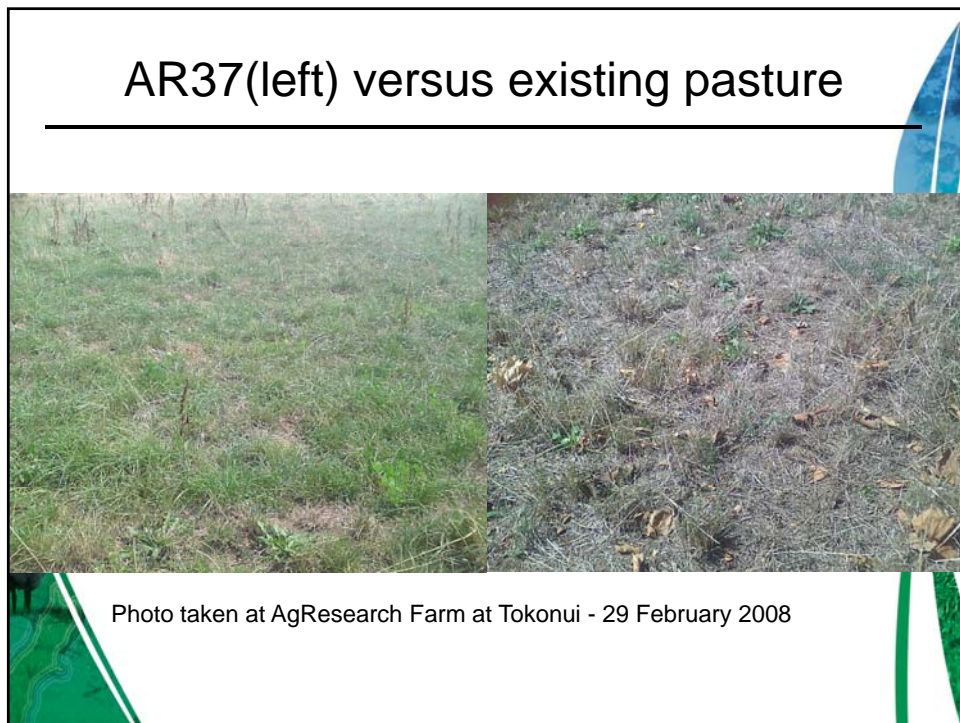 AR37(left) versus existing pasture
Photo taken at AgResearch Farm at Tokonui - 29 February 2008